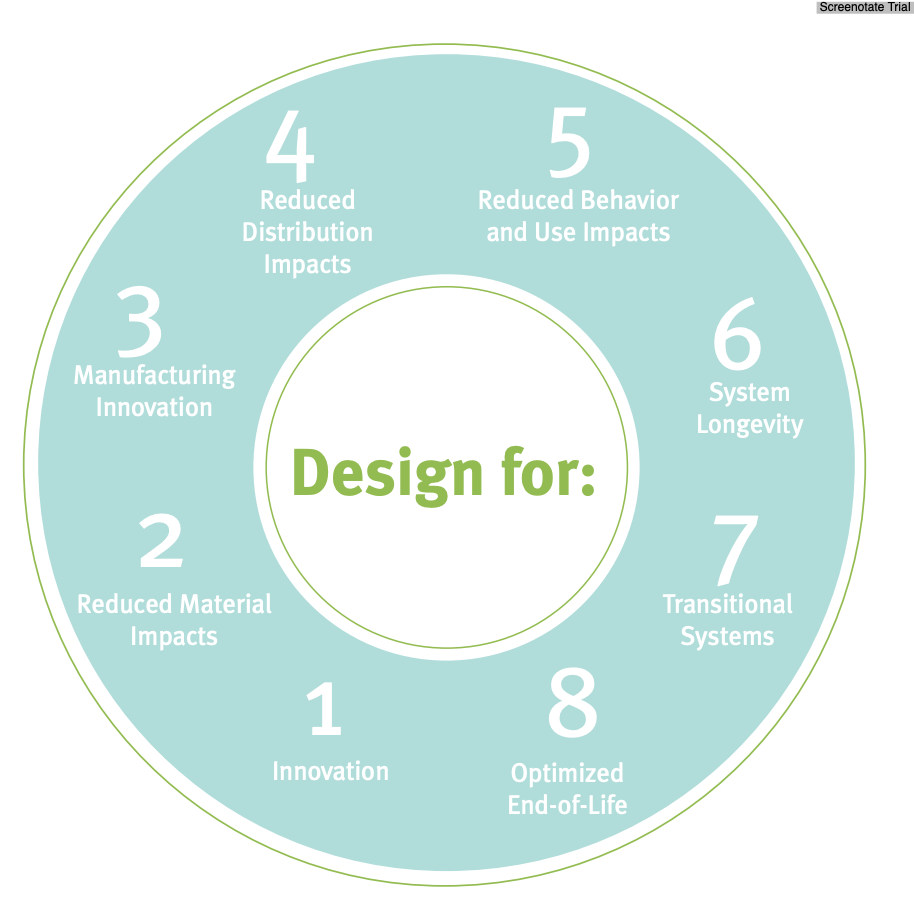 Screenotate Trial
Design for:
1
Innovation
2
Reduced Material
Impacts
3
Manufacturing
Innovation
4
Reduced
Distribution
Impacts
5
Reduced Behavior
and Use Impacts
6
System
Longevity
7
Transitional
Systems
8
Optimized
End-of-Life